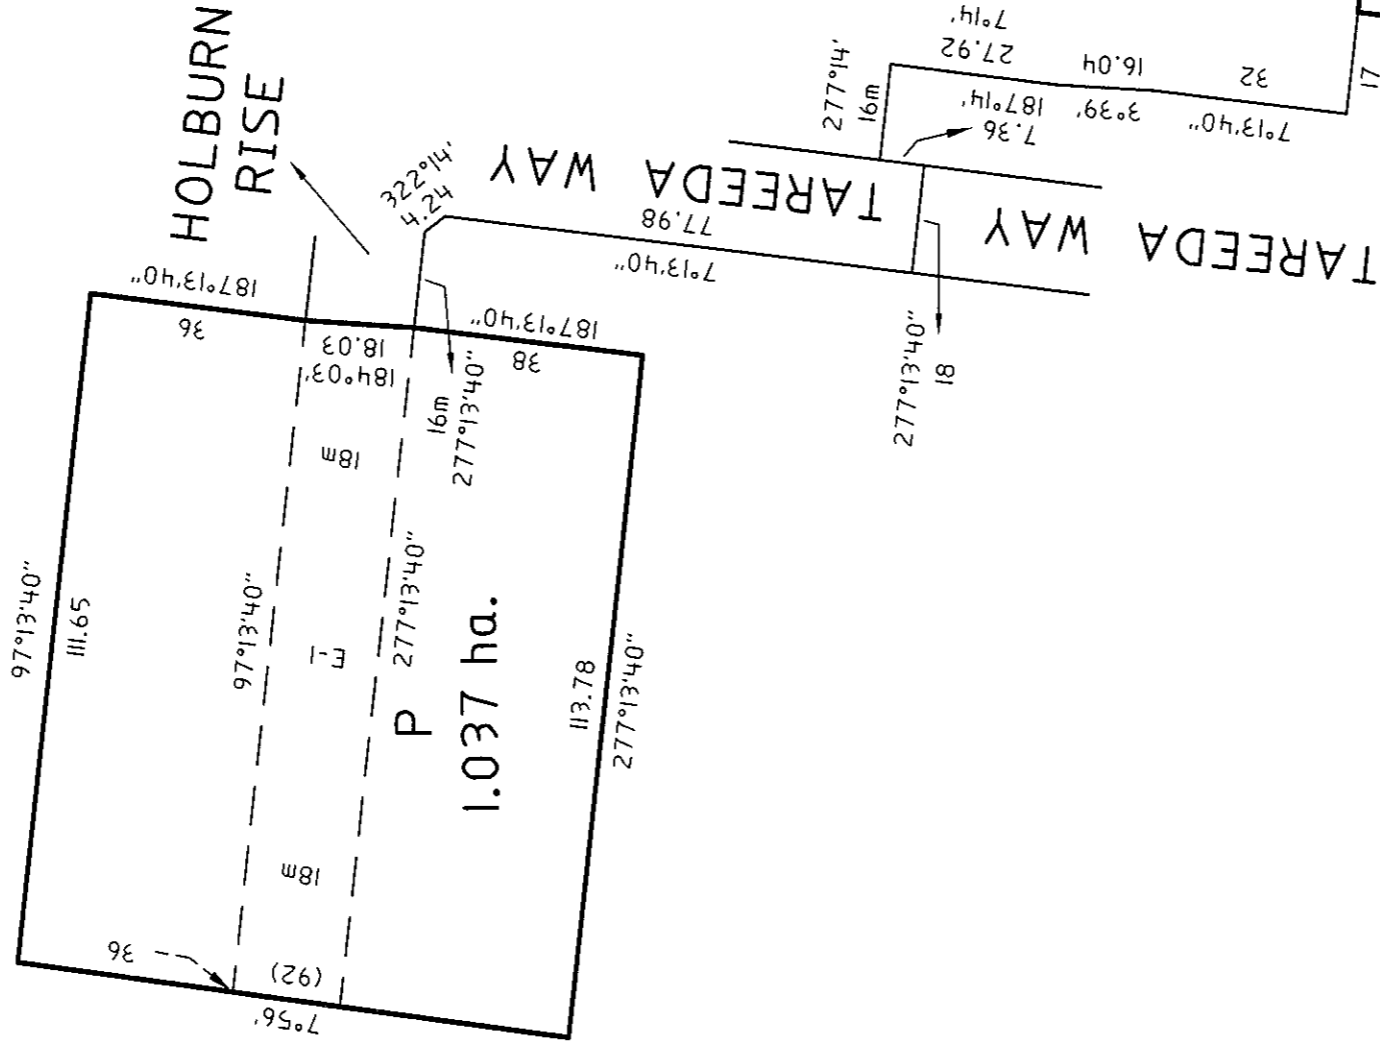 HOLBURN
RISE
7°14'
27.92
16.04
32
17
277°14'
16m
187°14'
7.36
3°39'
7°13'40"
322°14'
4.24
TAREEDA WAY
77.98
7°13'40"
TAREEDA WAY
277°13'40"
18
187°13'40"
36
18.03
184°03'
187°13'40"
38
16m
277°13'40"
18m
97°13'40"
111.65
97°13'40"
E-1
277°13'40"
P
1.037 ha.
113.78
277°13'40"
18m
36
(92)
7°56'